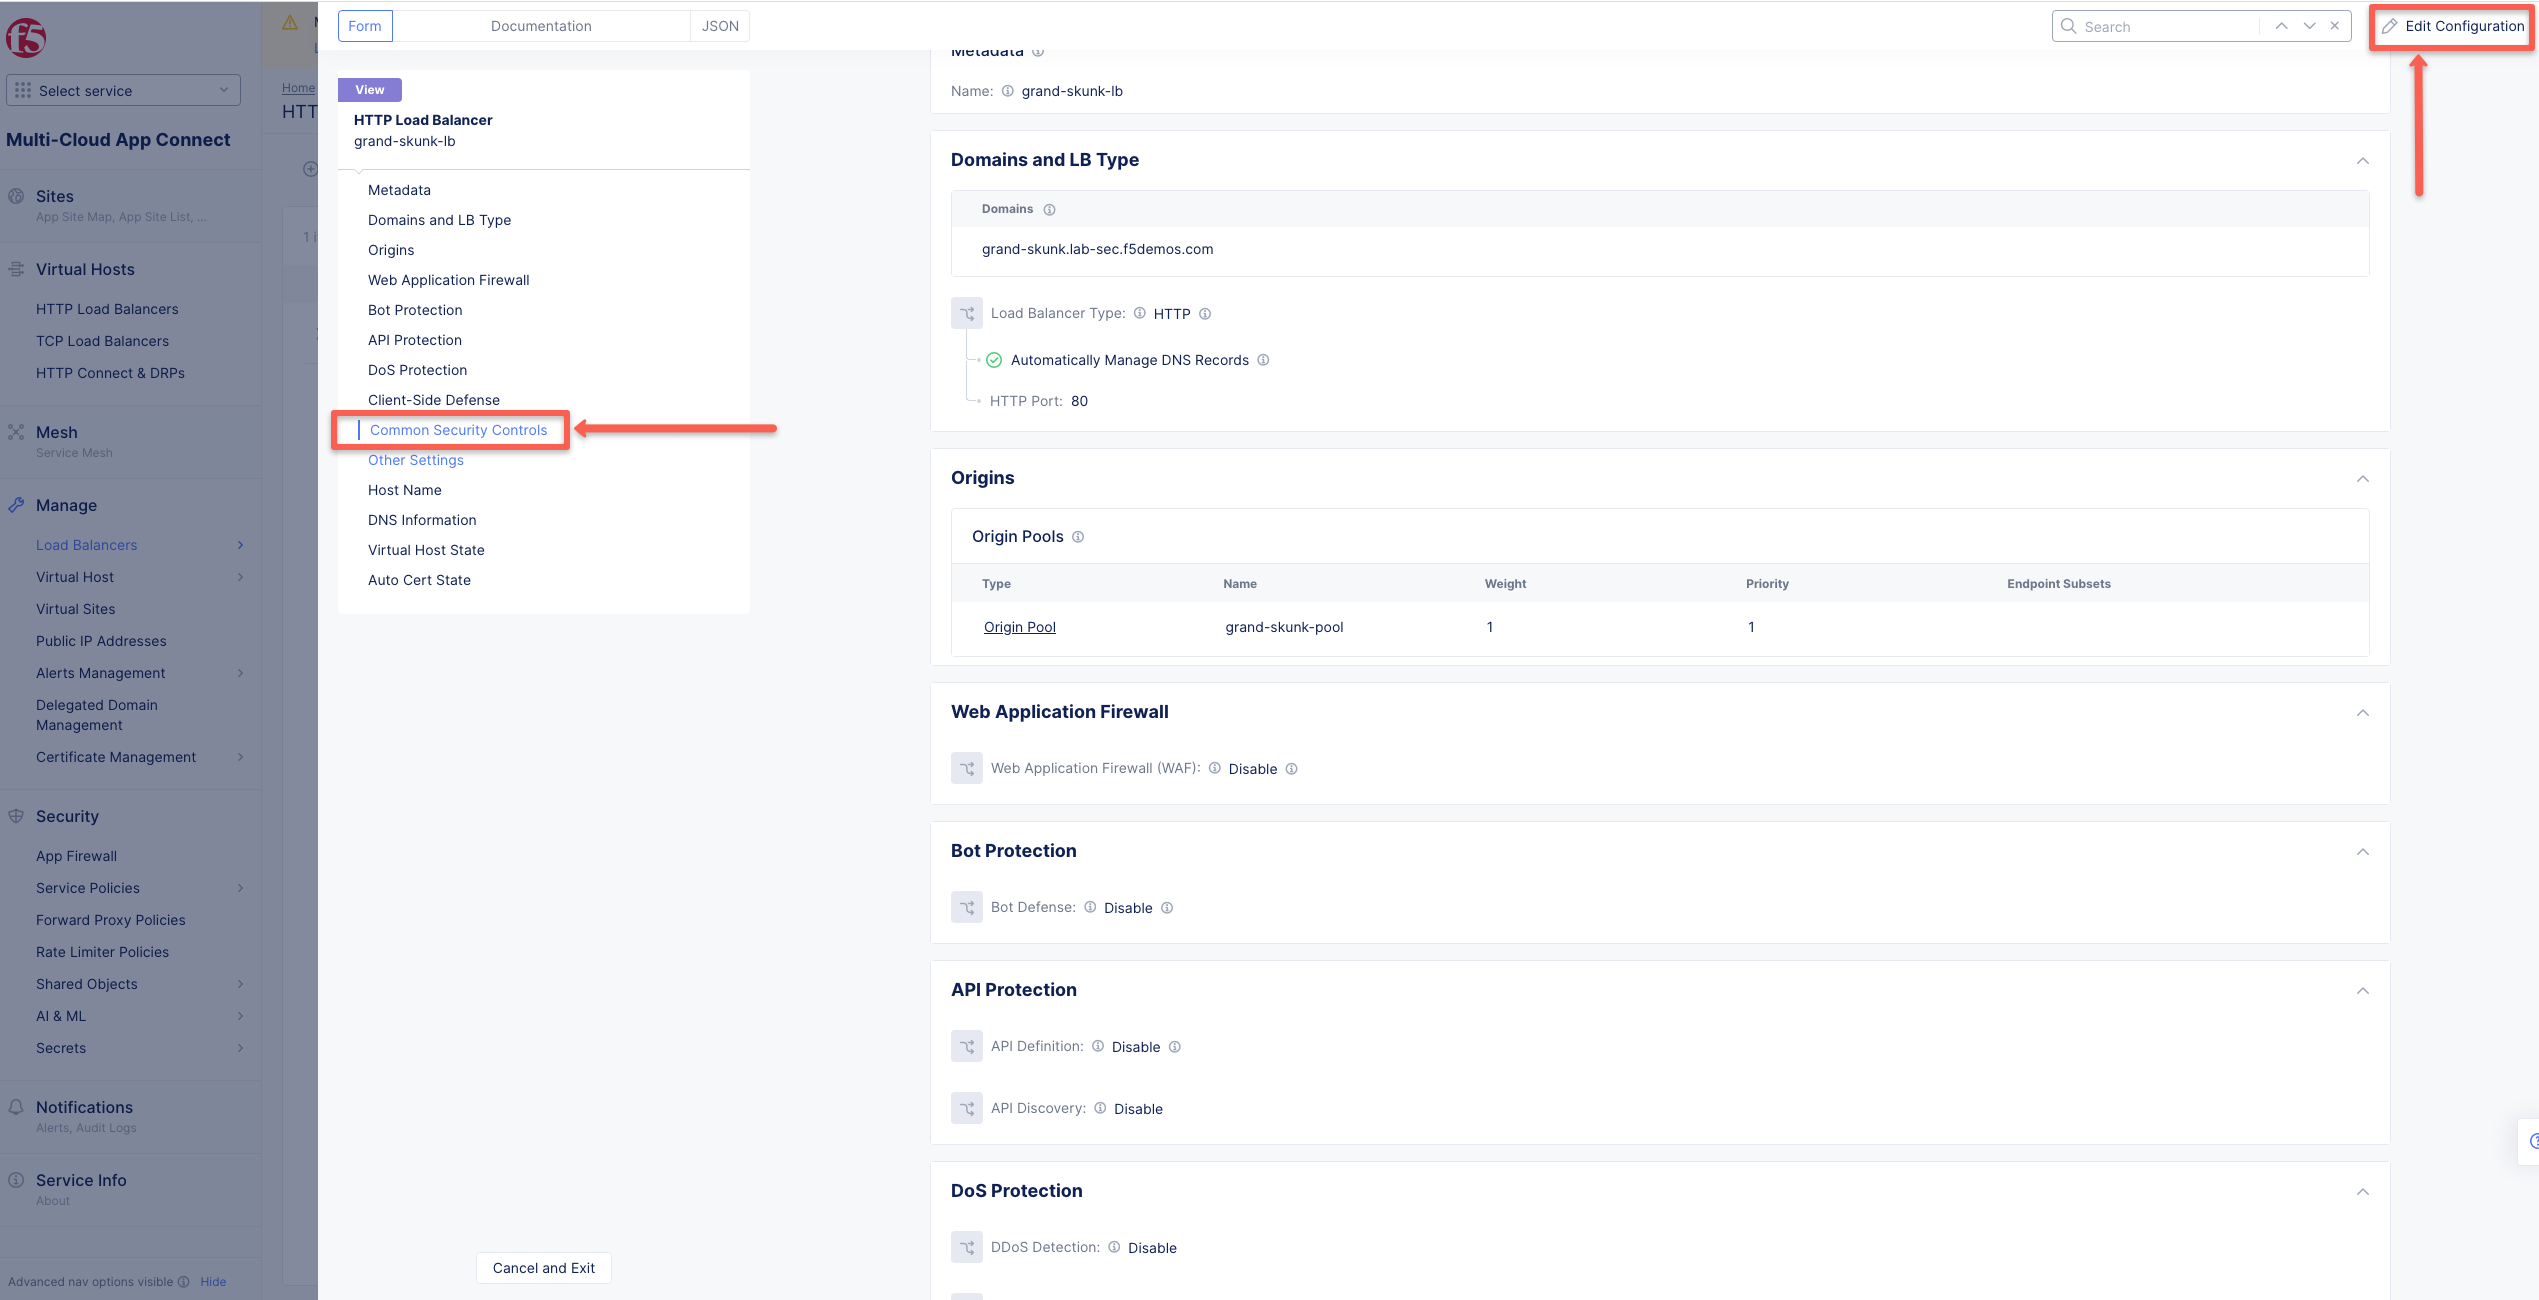 f5
Select service
Multi-Cloud App Connect
Sites
App Site Map, App Site List, ...
Virtual Hosts
HTTP Load Balancers
TCP Load Balancers
HTTP Connect & DRPs
Mesh
Service Mesh
Manage
Load Balancers
Virtual Host
Virtual Sites
Public IP Addresses
Alerts Management
Delegated Domain
Management
Certificate Management
Security
App Firewall
Service Policies
Forward Proxy Policies
Rate Limiter Policies
Shared Objects
AI & ML
Secrets
Notifications
Alerts, Audit Logs
Service Info
About
Advanced nav options visible Hide
Home
HTT
Form Documentation JSON
Search
Edit Configuration
View
HTTP Load Balancer
grand-skunk-lb
Metadata
Domains and LB Type
Origins
Web Application Firewall
Bot Protection
API Protection
DoS Protection
Client-Side Defense
Common Security Controls
Other Settings
Host Name
DNS Information
Virtual Host State
Auto Cert State
Cancel and Exit
Metadata
Name: grand-skunk-lb
Domains and LB Type
Domains
grand-skunk.lab-sec.f5demos.com
Load Balancer Type: HTTP
Automatically Manage DNS Records
HTTP Port: 80
Origins
Origin Pools
Type Name Weight Priority Endpoint Subsets
Origin Pool grand-skunk-pool 1 1
Web Application Firewall
Web Application Firewall (WAF): Disable
Bot Protection
Bot Defense: Disable
API Protection
API Definition: Disable
API Discovery: Disable
DoS Protection
DDoS Detection: Disable